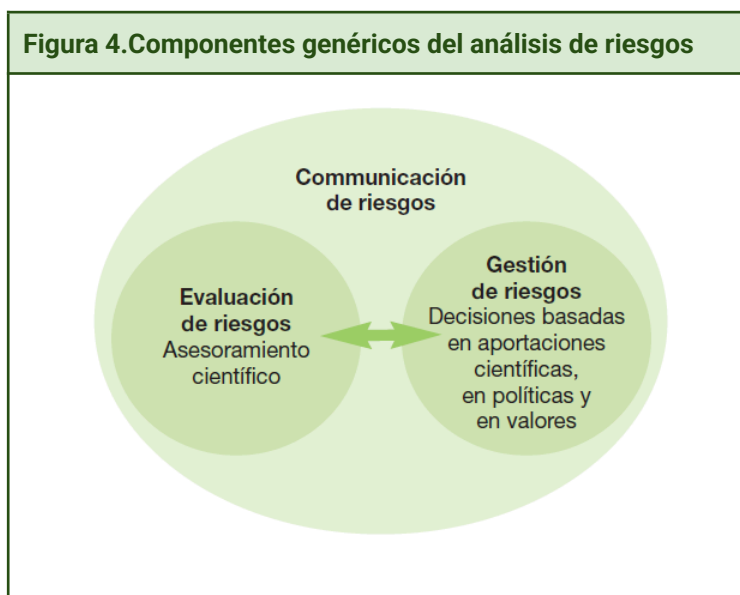 Figura 4.Componentes genéricos del análisis de riesgos
Communicación
de riesgos
Evaluación
de riesgos
Asesoramiento
científico
Gestión
de riesgos
Decisiones basadas
en aportaciones
científicas,
en políticas y
en valores